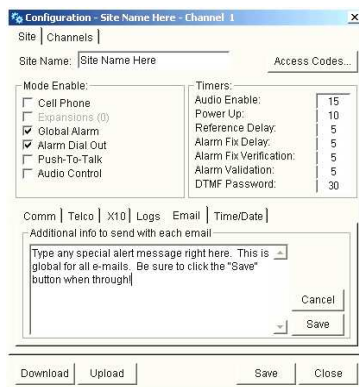 Configuration - Site Name Here - Channel 1
Site Channels
Site Name: Site Name Here Access Codes...
Mode Enable:
Cell Phone
Expansions (0)
Global Alarm
Alarm Dial Out
Push-To-Talk
Audio Control
Timers:
Audio Enable: 15
Power Up: 10
Reference Delay: 5
Alarm Fix Delay: 5
Alarm Fix Verification: 5
Alarm Validation: 5
DTMF Password: 30
Comm Telco X10 Logs Email Time/Date
Additional info to send with each email
Type any special alert message right here. This is
global for all e-mails. Be sure to click the "Save"
button when through!
Cancel
Save
Download Upload Save Close